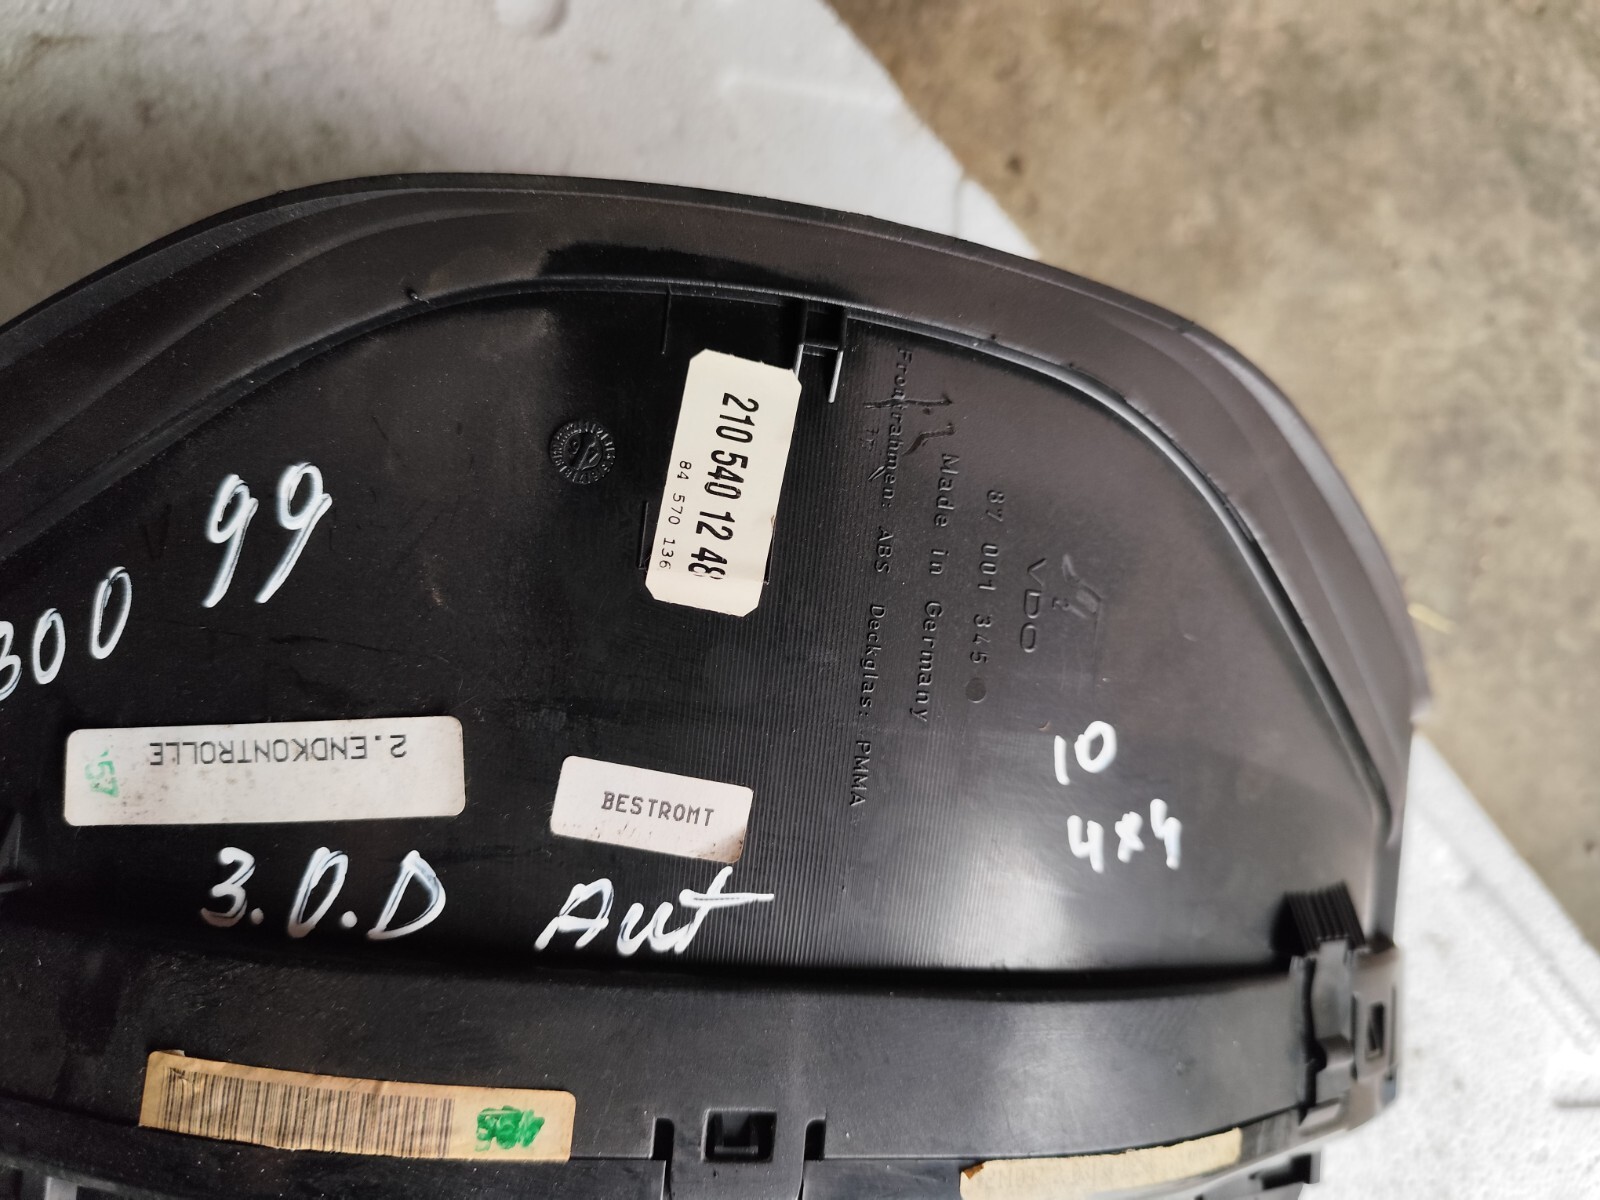 300 99
210 540 12 48
84 570 136
Frontrahmen: ABS Deckglas: PMMA
Made in Germany
87 001 345
VDO
2. ENDKONTROLLE
57
BESTROMT
3.0.D Aut
10
4x4